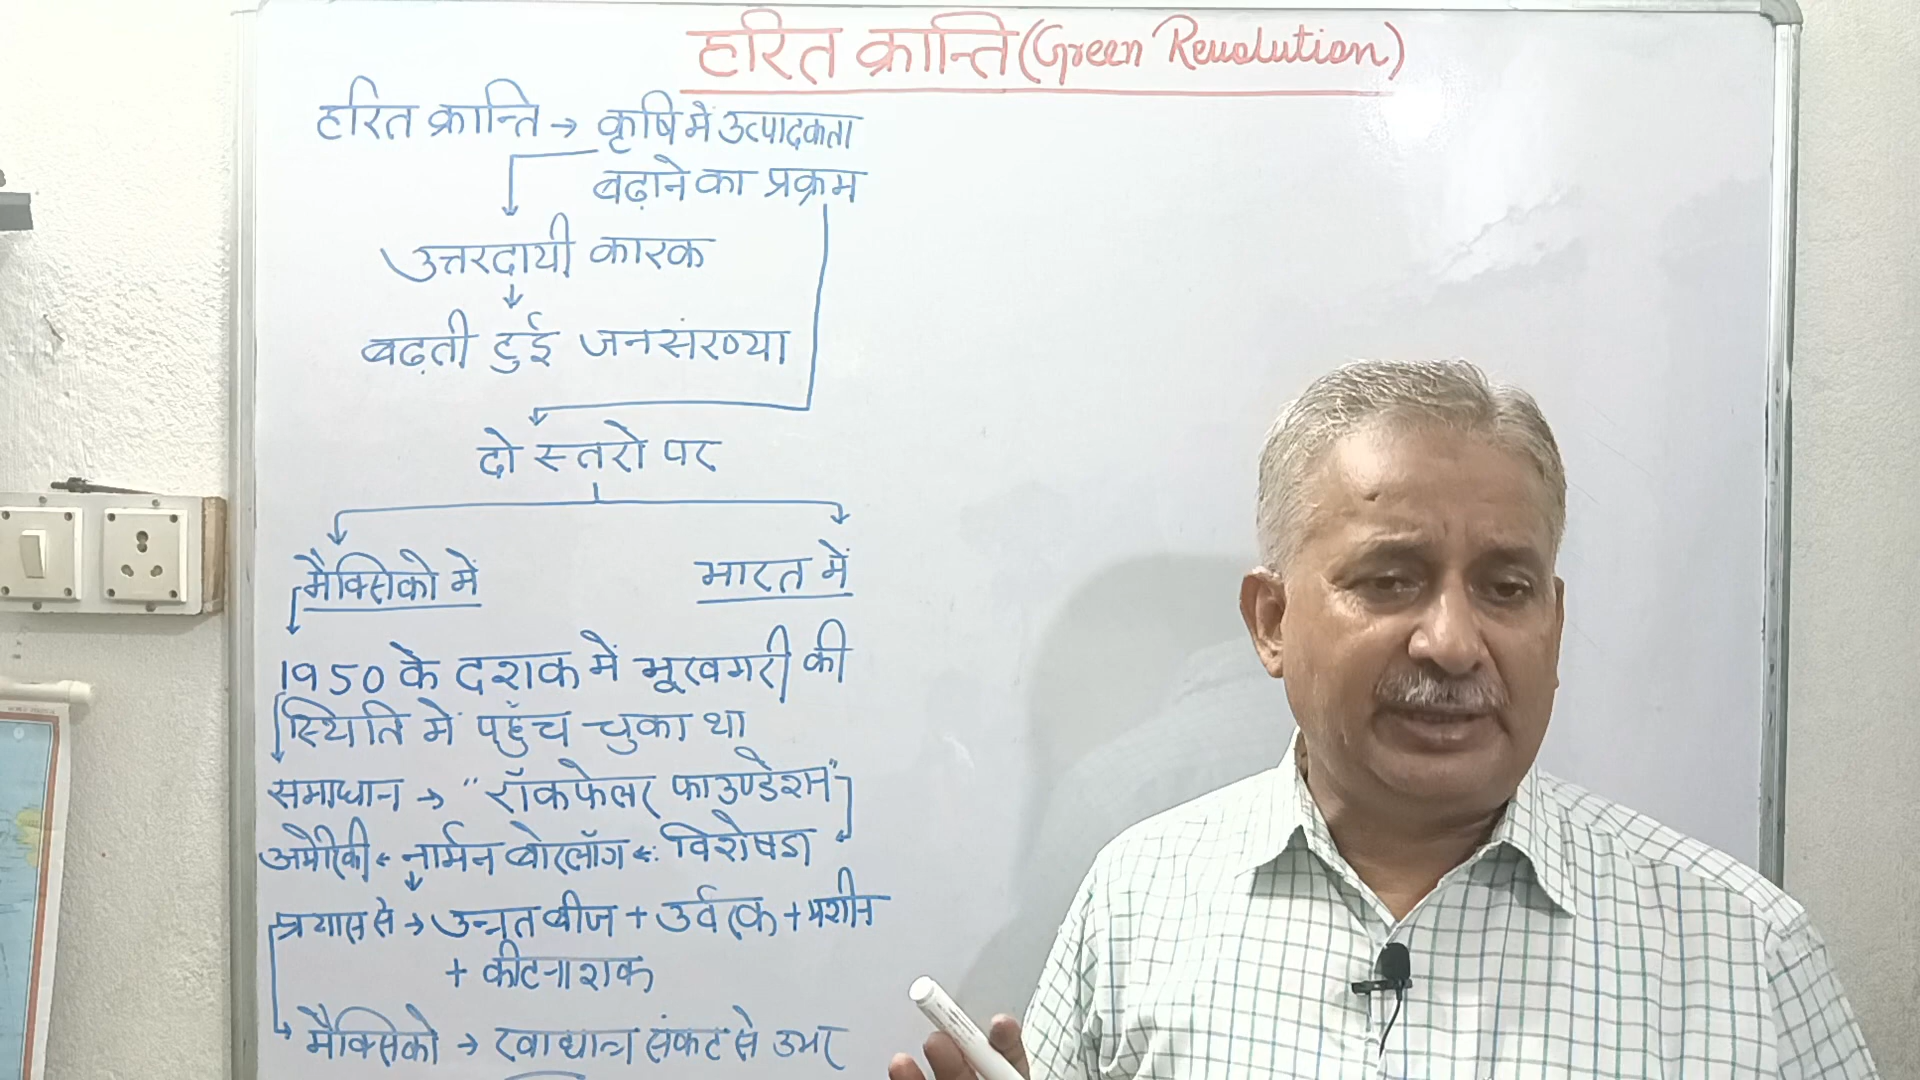 हरित क्रान्ति (Green Revolution)
हरित क्रान्ति → कृषि में उत्पादकता
बढ़ाने का प्रक्रम
उत्तरदायी कारक
बढ़ती हुई जनसंख्या
दो स्तरो पर
मैक्सिको में भारत में
1950 के दशक में भूखमरी की
स्थिति में पहुँच चुका था
समाधान → "रॉकफेलर फाउण्डेशन"
अमेरिकी ← नार्मन बोरलॉग ← विशेषज्ञ
प्रयास से → उन्नत बीज + उर्वरक + मशीन
+ कीटनाशक
मैक्सिको → खाद्यान्न संकट से उभर